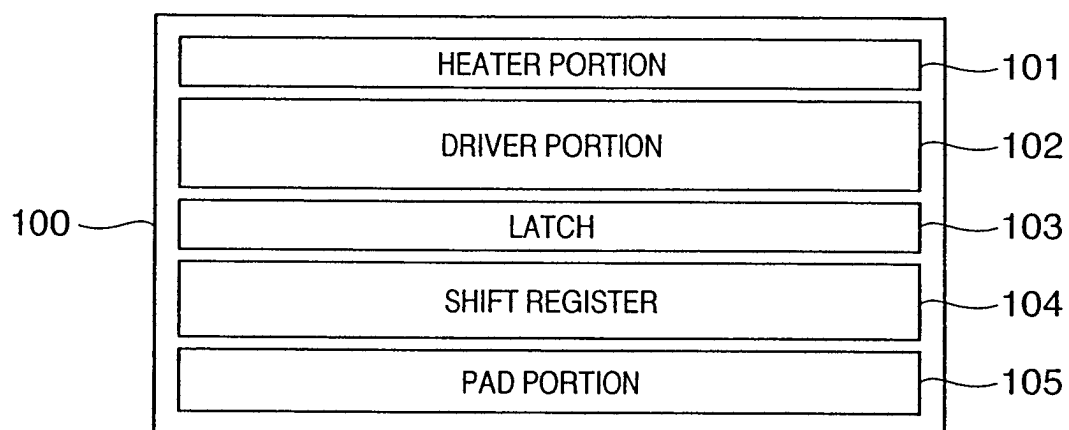 HEATER PORTION 101
DRIVER PORTION 102
100 LATCH 103
SHIFT REGISTER 104
PAD PORTION 105